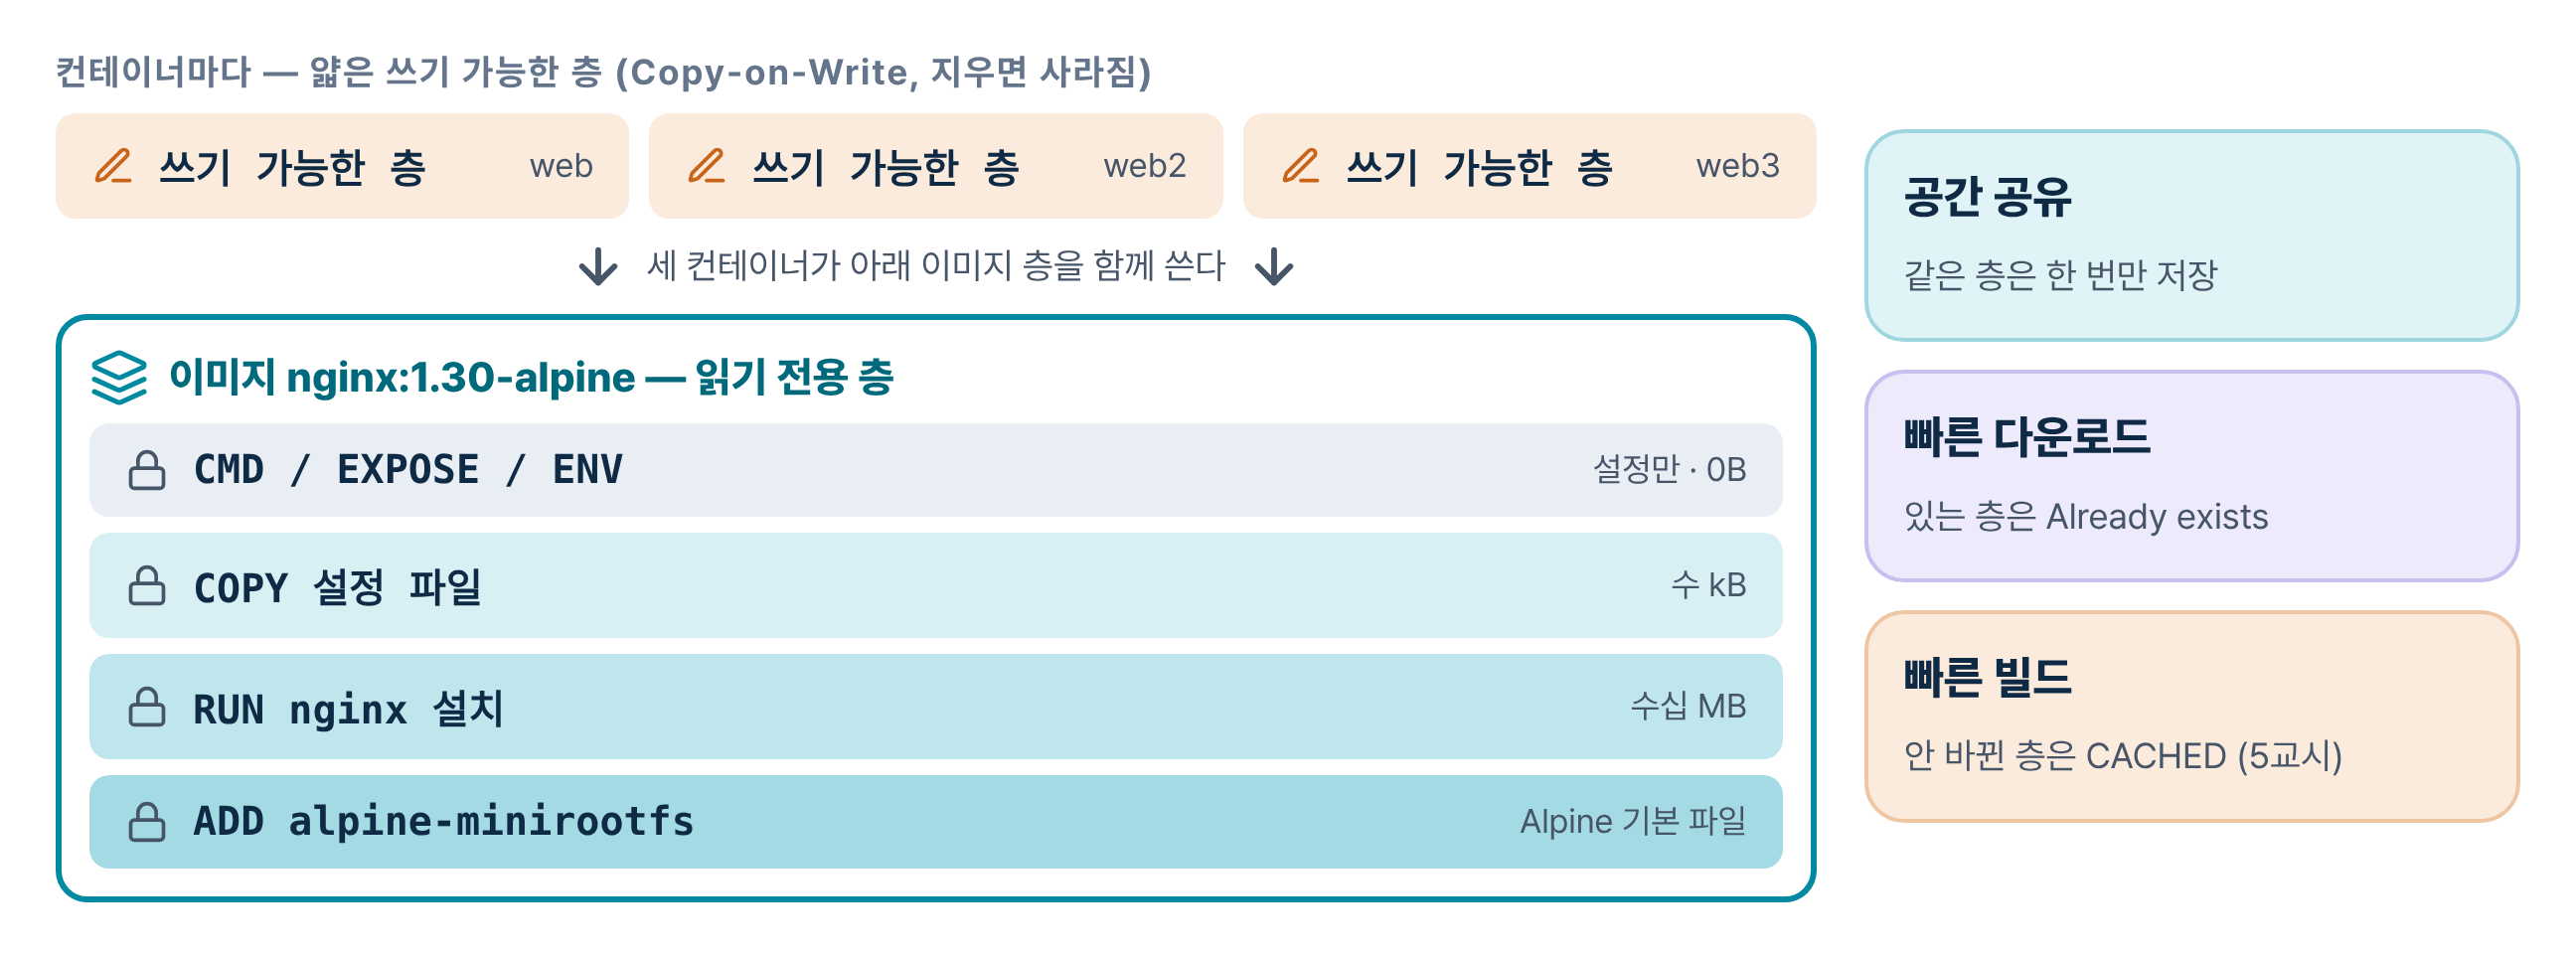 컨테이너마다 — 얇은 쓰기 가능한 층 (Copy-on-Write, 지우면 사라짐)
쓰기 가능한 층 web
쓰기 가능한 층 web2
쓰기 가능한 층 web3
세 컨테이너가 아래 이미지 층을 함께 쓴다
이미지 nginx:1.30-alpine — 읽기 전용 층
CMD / EXPOSE / ENV 설정만 · 0B
COPY 설정 파일 수 kB
RUN nginx 설치 수십 MB
ADD alpine-minirootfs Alpine 기본 파일
공간 공유
같은 층은 한 번만 저장
빠른 다운로드
있는 층은 Already exists
빠른 빌드
안 바뀐 층은 CACHED (5교시)